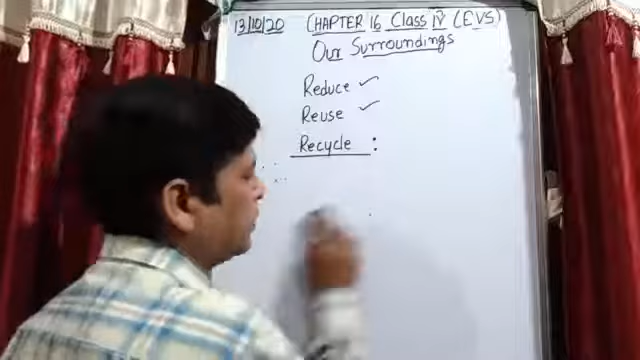 13/10/20 CHAPTER 16 Class IV (EVS)
Our Surroundings
Reduce ✓
Reuse ✓
Recycle :